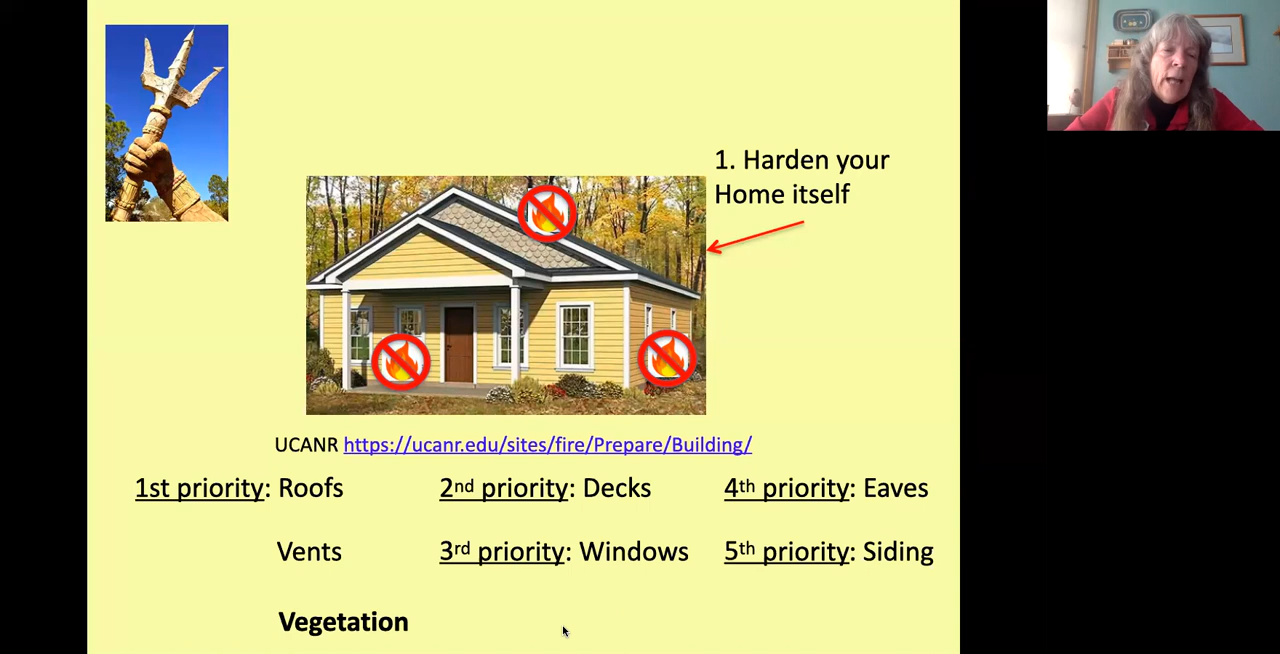 1. Harden your
Home itself
UCANR https://ucanr.edu/sites/fire/Prepare/Building/
1st priority: Roofs
2nd priority: Decks
4th priority: Eaves
Vents
3rd priority: Windows
5th priority: Siding
Vegetation